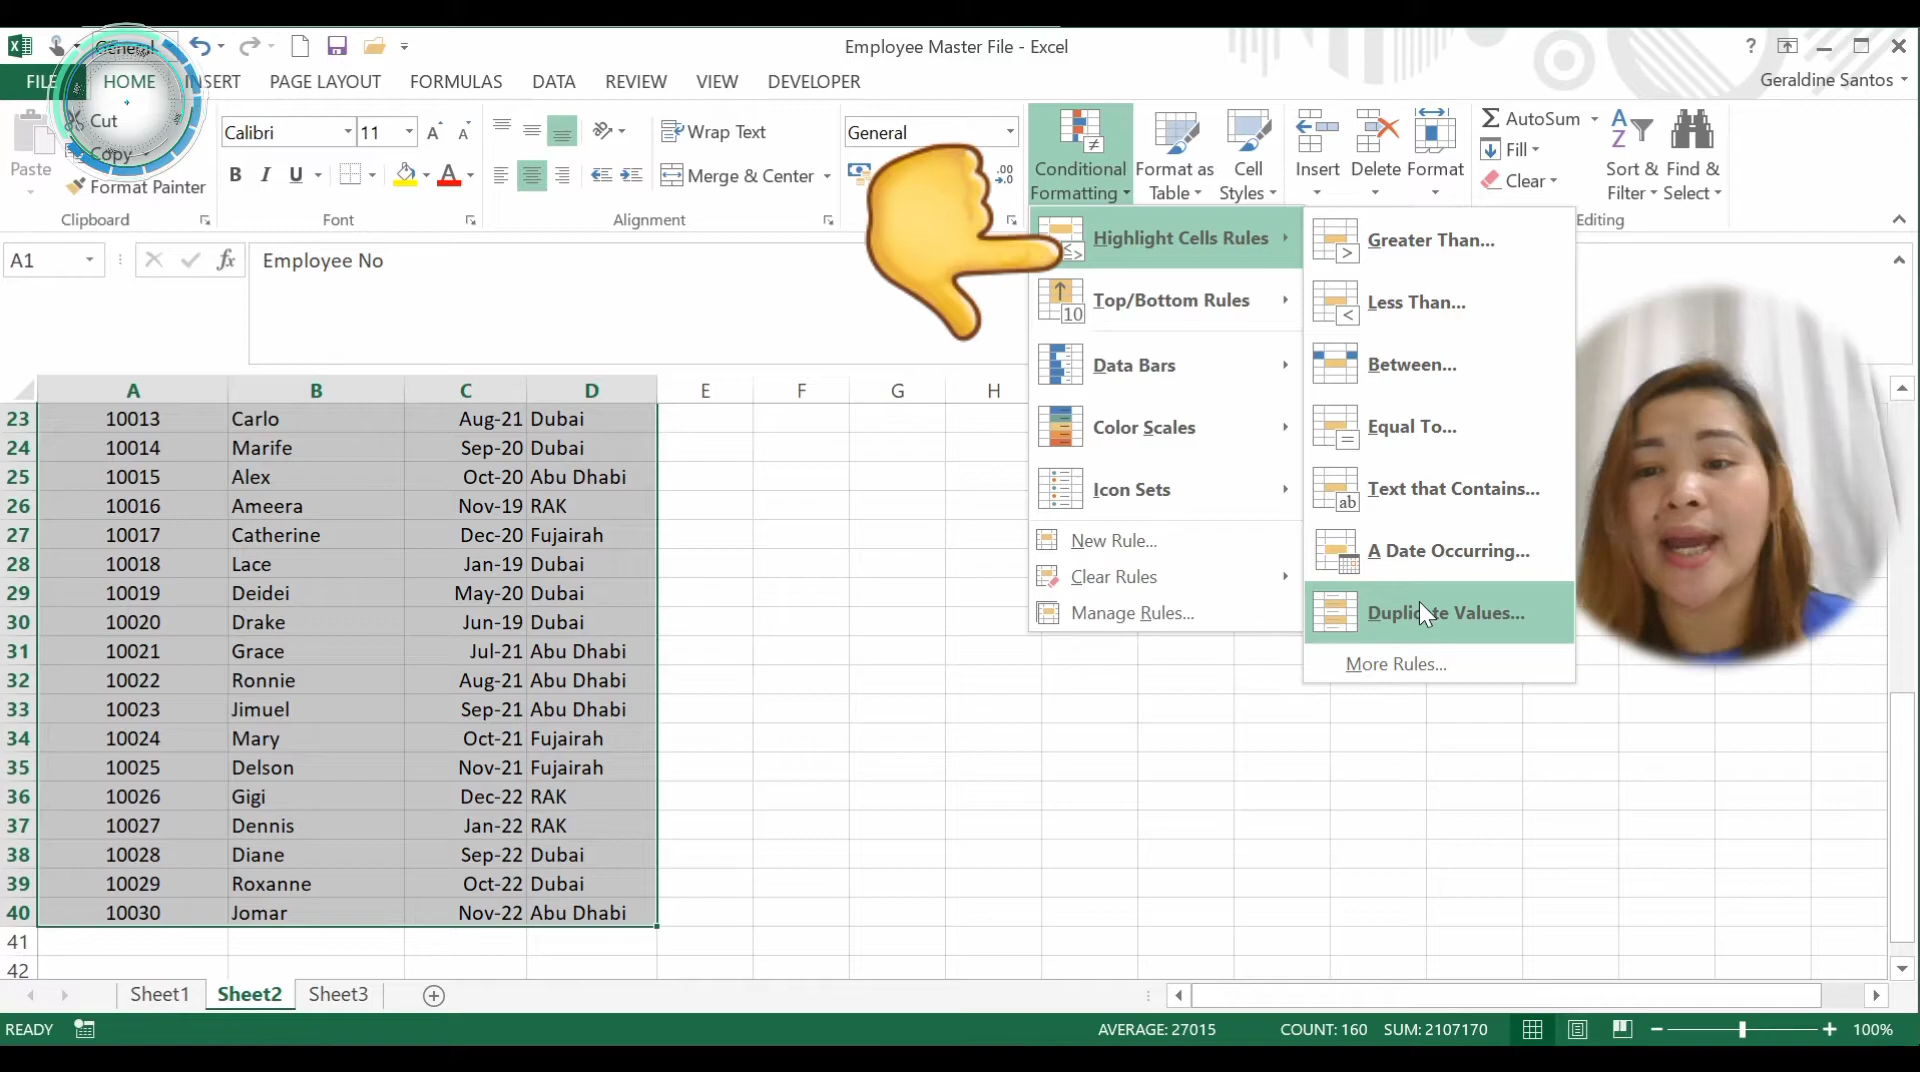 General
Employee Master File - Excel
?
FILE HOME INSERT PAGE LAYOUT FORMULAS DATA REVIEW VIEW DEVELOPER
Geraldine Santos
Paste
Cut
Copy
Format Painter
Clipboard
Calibri 11
B I U
Font
Wrap Text
Merge & Center
Alignment
General
Conditional Formatting
Format as Table
Cell Styles
Insert Delete Format
AutoSum
Fill
Clear
Sort & Filter
Find & Select
Editing
A1 fx Employee No
Highlight Cells Rules
Top/Bottom Rules
Data Bars
Color Scales
Icon Sets
New Rule...
Clear Rules
Manage Rules...
Greater Than...
Less Than...
Between...
Equal To...
Text that Contains...
A Date Occurring...
Duplicate Values...
More Rules...
A B C D E F G H
23 10013 Carlo Aug-21 Dubai
24 10014 Marife Sep-20 Dubai
25 10015 Alex Oct-20 Abu Dhabi
26 10016 Ameera Nov-19 RAK
27 10017 Catherine Dec-20 Fujairah
28 10018 Lace Jan-19 Dubai
29 10019 Deidei May-20 Dubai
30 10020 Drake Jun-19 Dubai
31 10021 Grace Jul-21 Abu Dhabi
32 10022 Ronnie Aug-21 Abu Dhabi
33 10023 Jimuel Sep-21 Abu Dhabi
34 10024 Mary Oct-21 Fujairah
35 10025 Delson Nov-21 Fujairah
36 10026 Gigi Dec-22 RAK
37 10027 Dennis Jan-22 RAK
38 10028 Diane Sep-22 Dubai
39 10029 Roxanne Oct-22 Dubai
40 10030 Jomar Nov-22 Abu Dhabi
41
42
Sheet1 Sheet2 Sheet3
READY AVERAGE: 27015 COUNT: 160 SUM: 2107170 100%